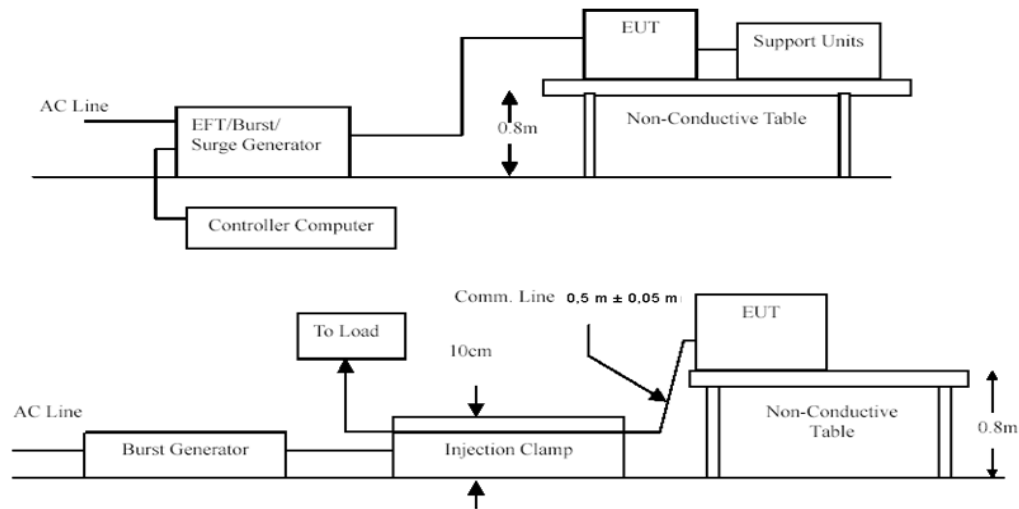 EUT
Support Units
AC Line
EFT/Burst/
Surge Generator
0.8m
Non-Conductive Table
Controller Computer
Comm. Line 0,5 m ± 0,05 m
EUT
To Load
10cm
AC Line
Non-Conductive
Table
0.8m
Burst Generator
Injection Clamp